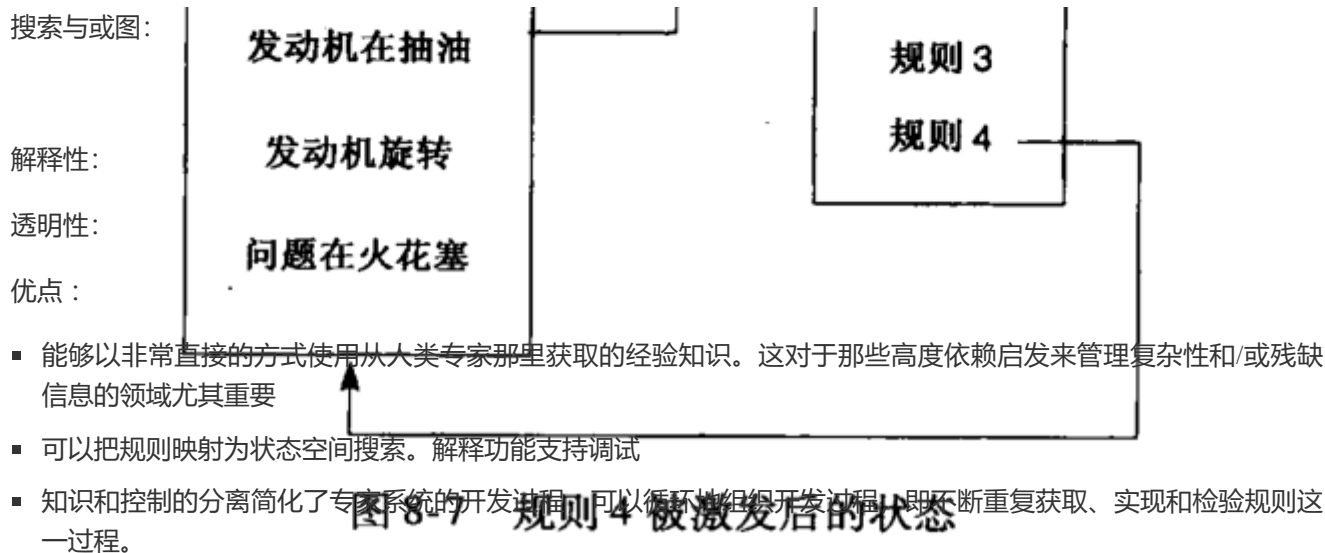 搜索与或图：
发动机在抽油
规则 3
解释性：
发动机旋转
规则 4
透明性：
问题在火花塞
优点：
▪ 能够以非常直接的方式使用从人类专家那里获取的经验知识。这对于那些高度依赖启发来管理复杂性和/或残缺
信息的领域尤其重要
▪ 可以把规则映射为状态空间搜索。解释功能支持调试
▪ 知识和控制的分离简化了专家系统的开发过程，可以循环地组织开发过程，即不断重复获取、实现和检验规则这
一过程。
图 8-7 规则 4 被激发后的状态